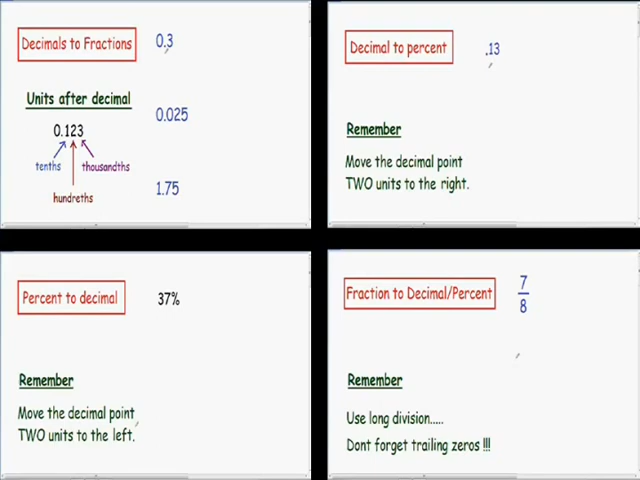 Decimals to Fractions
0.3
Units after decimal
0.123
tenths
thousandths
hundreths
0.025
1.75
Decimal to percent
.13
Remember
Move the decimal point
TWO units to the right.
Percent to decimal
37%
Remember
Move the decimal point
TWO units to the left.
Fraction to Decimal/Percent
7
8
Remember
Use long division.....
Dont forget trailing zeros !!!